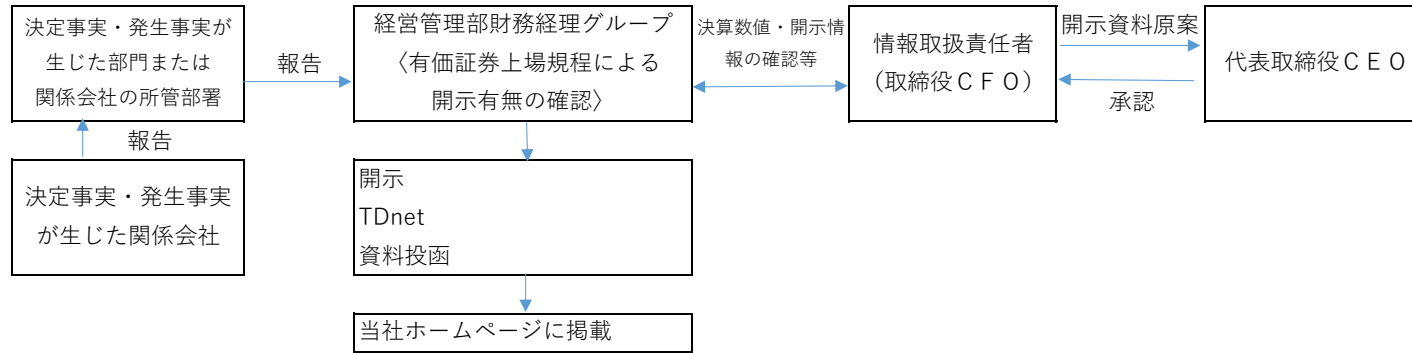 決定事実・発生事実が
生じた部門または
関係会社の所管部署
報告
経営管理部財務経理グループ
〈有価証券上場規程による
開示有無の確認〉
決算数値・開示情
報の確認等
情報取扱責任者
(取締役ＣＦＯ)
開示資料原案
承認
代表取締役ＣＥＯ
報告
決定事実・発生事実
が生じた関係会社
開示
TDnet
資料投函
当社ホームページに掲載